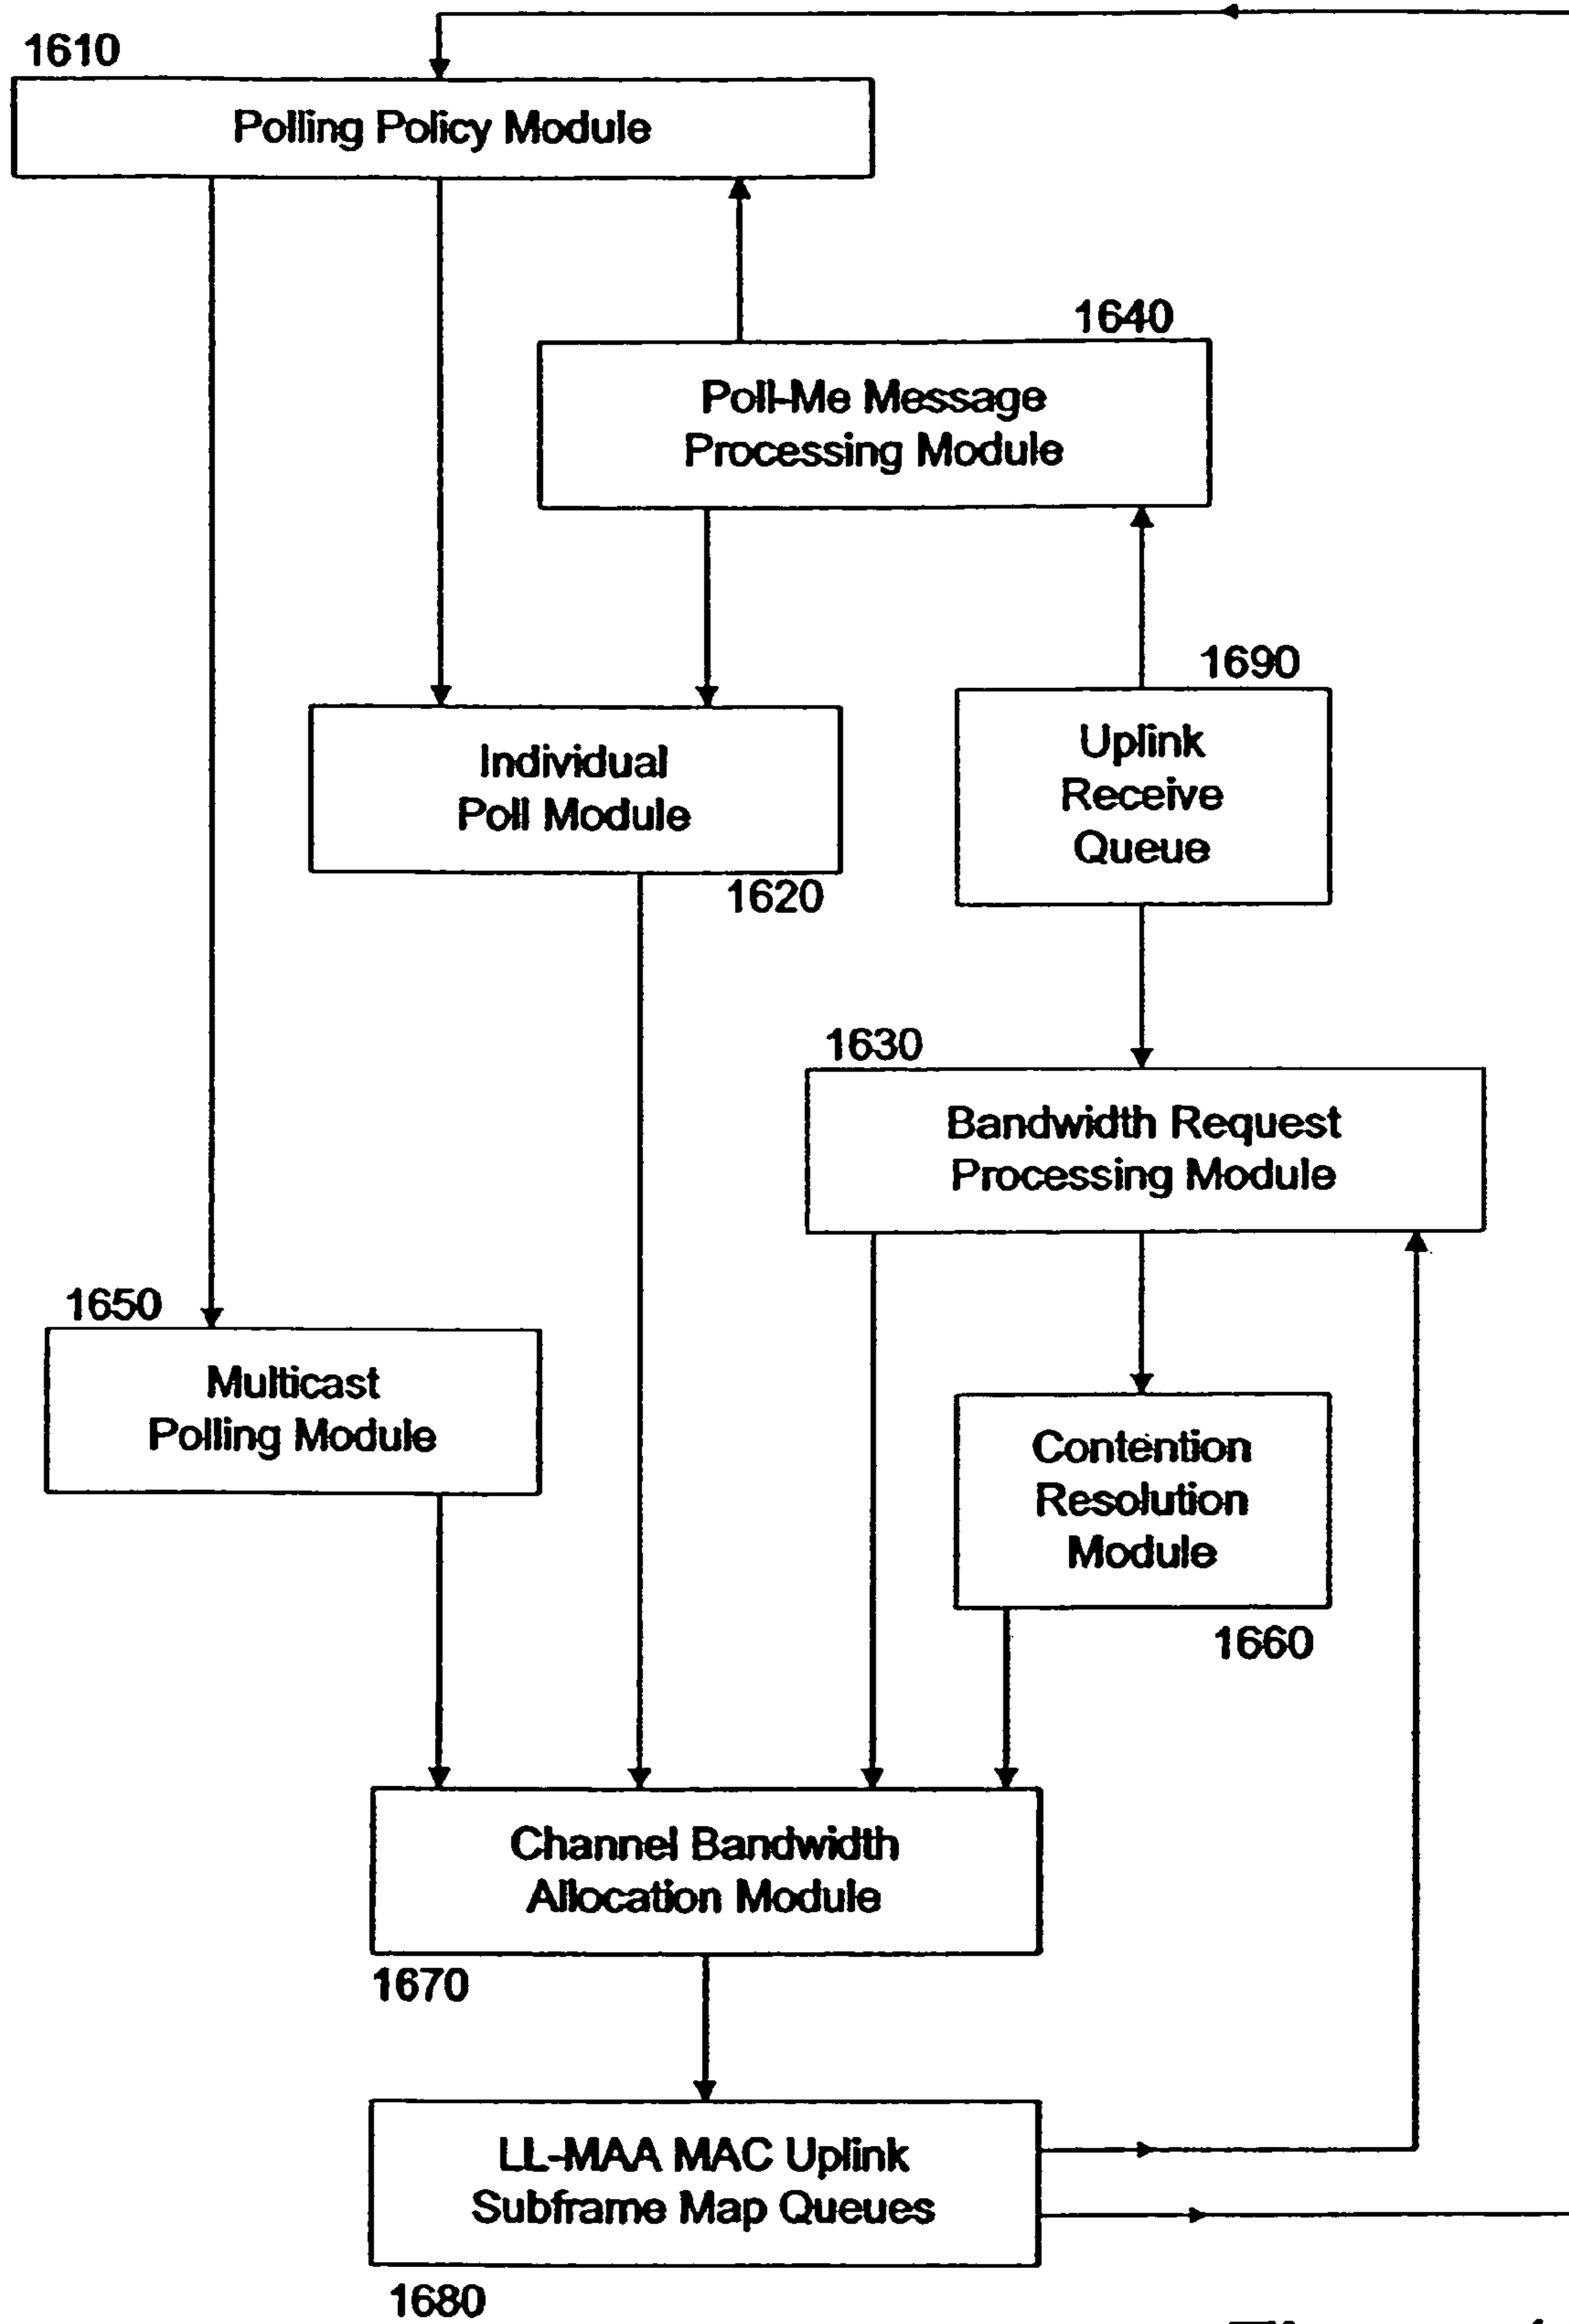 1610
Polling Policy Module
1640
Poll-Me Message
Processing Module
1690
Uplink
Receive
Queue
Individual
Poll Module
1620
1630
Bandwidth Request
Processing Module
1650
Multicast
Polling Module
Contention
Resolution
Module
1660
Channel Bandwidth
Allocation Module
1670
LL-MAA MAC Uplink
Subframe Map Queues
1680